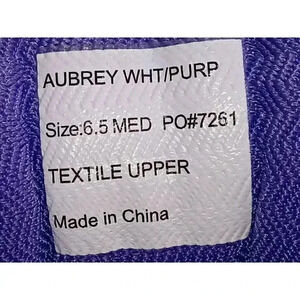 AUBREY WHT/PURP
Size:6.5 MED PO#7261
TEXTILE UPPER
Made in China